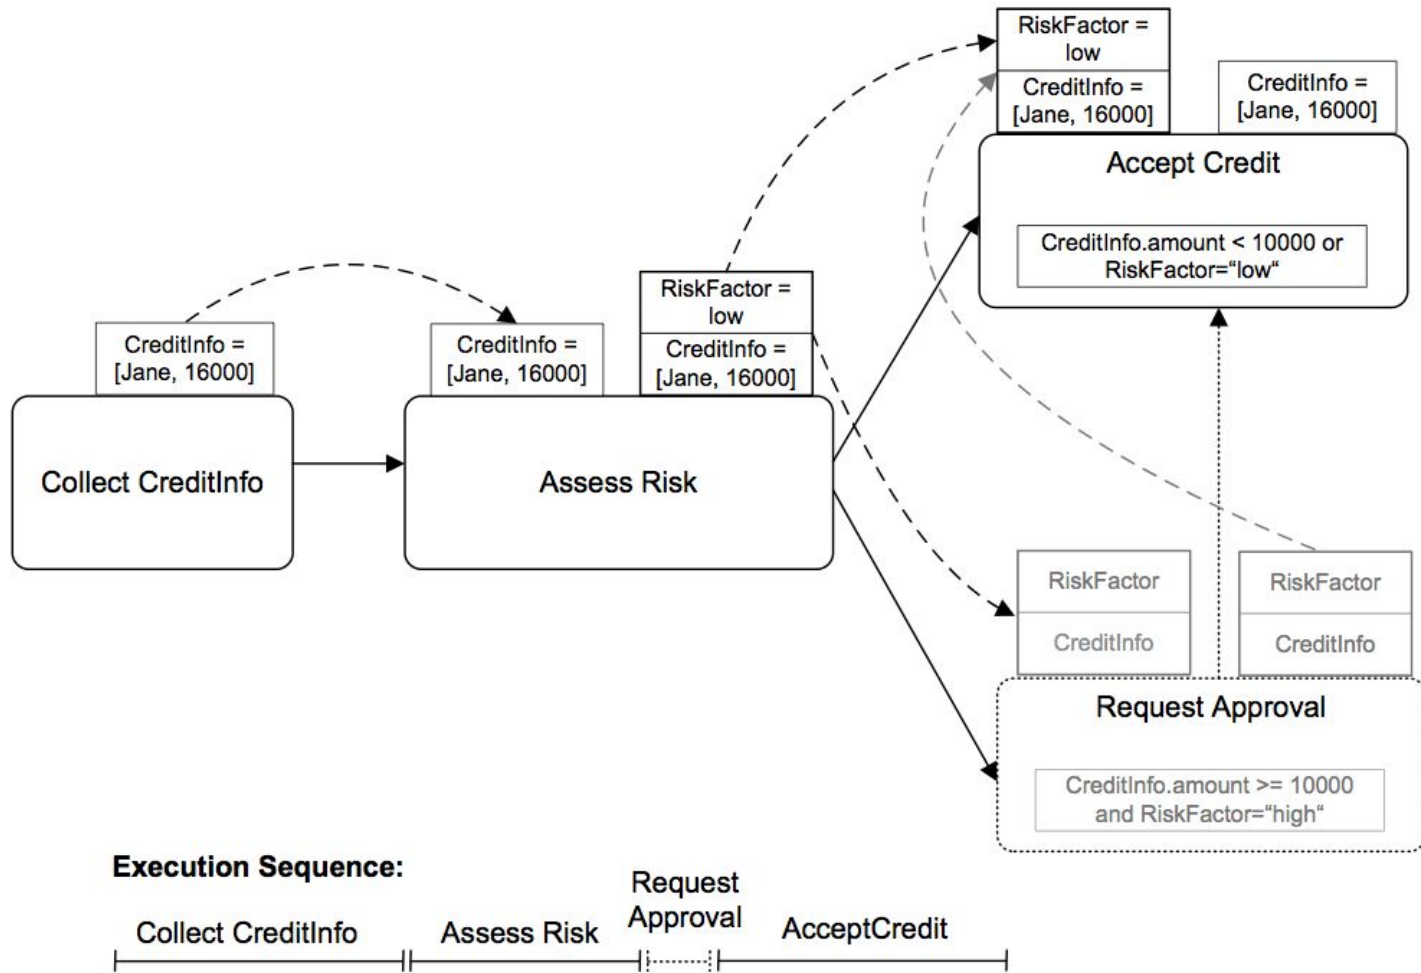 RiskFactor =
low
CreditInfo =
[Jane, 16000]
CreditInfo =
[Jane, 16000]
Accept Credit
CreditInfo.amount < 10000 or
RiskFactor=“low“
CreditInfo =
[Jane, 16000]
CreditInfo =
[Jane, 16000]
RiskFactor =
low
CreditInfo =
[Jane, 16000]
Collect CreditInfo
Assess Risk
RiskFactor
CreditInfo
RiskFactor
CreditInfo
Request Approval
CreditInfo.amount >= 10000
and RiskFactor=“high“
Execution Sequence:
Collect CreditInfo
Assess Risk
Request
Approval
AcceptCredit